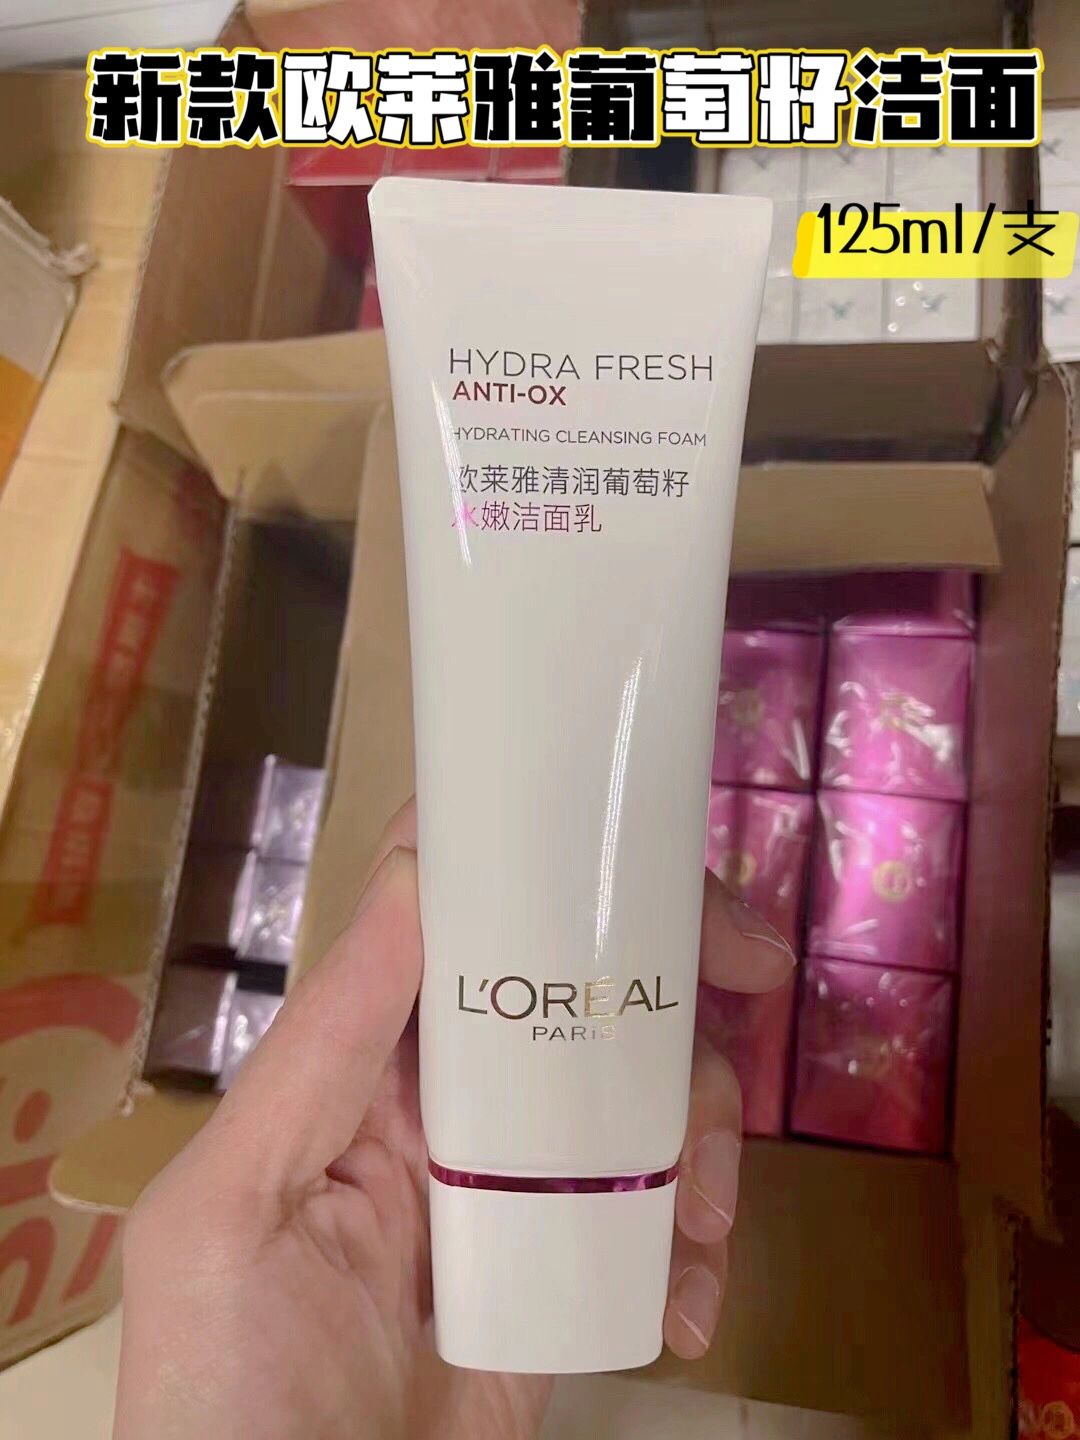 新款欧莱雅葡萄籽洁面
125ml/支
HYDRA FRESH
ANTI-OX
HYDRATING CLEANSING FOAM
欧莱雅清润葡萄籽
水嫩洁面乳
L'ORÉAL
PARiS